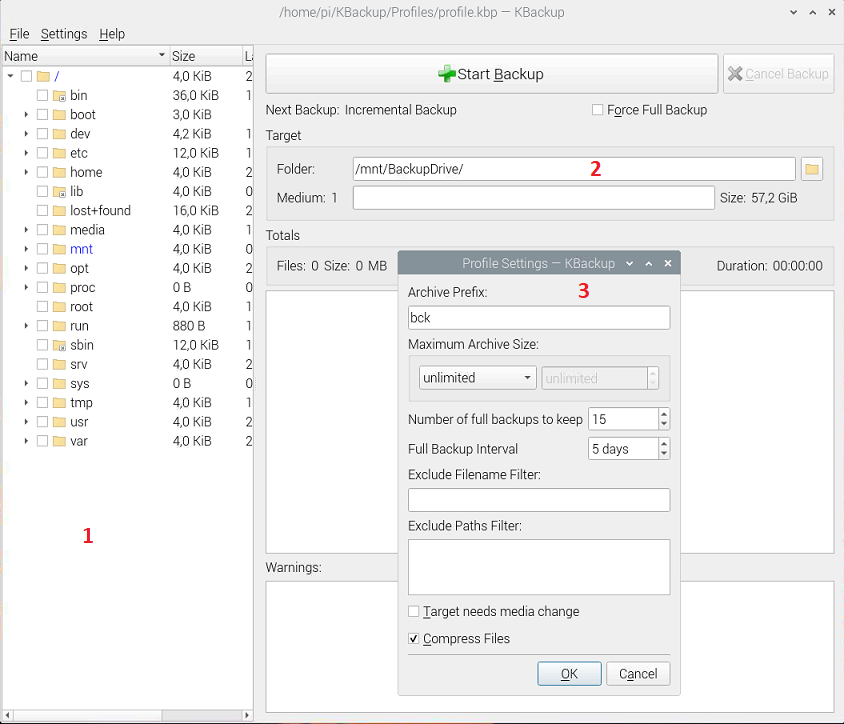 /home/pi/KBackup/Profiles/profile.kbp — KBackup
File Settings Help
Name Size La
/ 4,0 KiB 2
bin 36,0 KiB 1
boot 3,0 KiB 2
dev 4,2 KiB 1
etc 12,0 KiB 2
home 4,0 KiB 2
lib 4,0 KiB 0
lost+found 16,0 KiB 2
media 4,0 KiB 1
mnt 4,0 KiB 0
opt 4,0 KiB 2
proc 0 B 0
root 4,0 KiB 1
run 880 B 1
sbin 12,0 KiB 1
srv 4,0 KiB 2
sys 0 B 0
tmp 4,0 KiB 1
usr 4,0 KiB 2
var 4,0 KiB 2
1
Start Backup Cancel Backup
Next Backup: Incremental Backup Force Full Backup
Target
Folder: /mnt/BackupDrive/ 2
Medium: 1 Size: 57,2 GiB
Totals
Files: 0 Size: 0 MB Duration: 00:00:00
Warnings:
Profile Settings — KBackup
3
Archive Prefix:
bck
Maximum Archive Size:
unlimited unlimited
Number of full backups to keep 15
Full Backup Interval 5 days
Exclude Filename Filter:
Exclude Paths Filter:
Target needs media change
Compress Files
OK Cancel